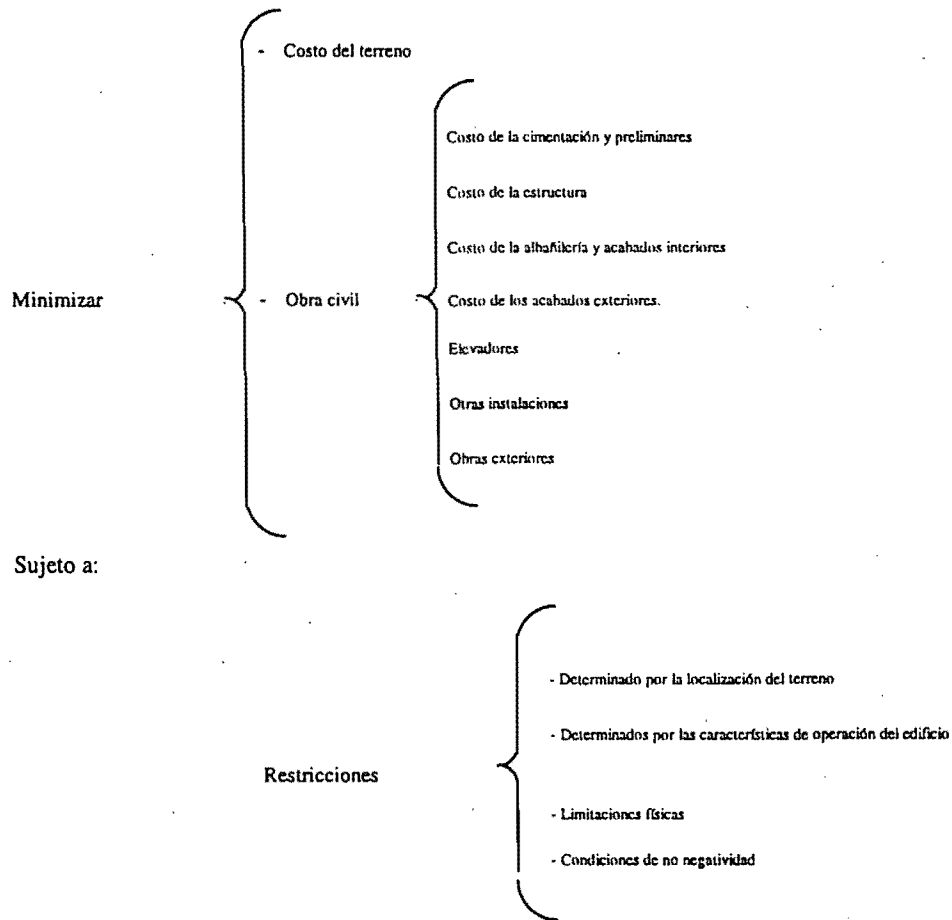 - Costo del terreno
Costo de la cimentación y preliminares
Costo de la estructura
Costo de la albañilería y acabados interiores
Minimizar
- Obra civil
Costo de los acabados exteriores.
Elevadores
Otras instalaciones
Obras exteriores
Sujeto a:
- Determinado por la localización del terreno
- Determinados por las características de operación del edificio
Restricciones
- Limitaciones físicas
- Condiciones de no negatividad